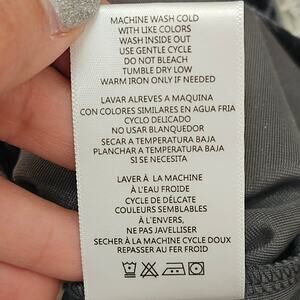 MACHINE WASH COLD
WITH LIKE COLORS
WASH INSIDE OUT
USE GENTLE CYCLE
DO NOT BLEACH
TUMBLE DRY LOW
WARM IRON ONLY IF NEEDED
LAVAR ALREVES A MAQUINA
CON COLORES SIMILARES EN AGUA FRIA
CYCLO DELICADO
NO USAR BLANQUEDOR
SECAR A TEMPERATURA BAJA
PLANCHAR A TEMPERATURA BAJA
SI SE NECESITA
LAVER À LA MACHINE
À L'EAU FROIDE
CYCLE DE DÉLCATE
COULEURS SEMBLABLES
À L'ENVERS,
NE PAS JAVELLISER
SECHER À LA MACHINE CYCLE DOUX
REPASSER AU FER FROID